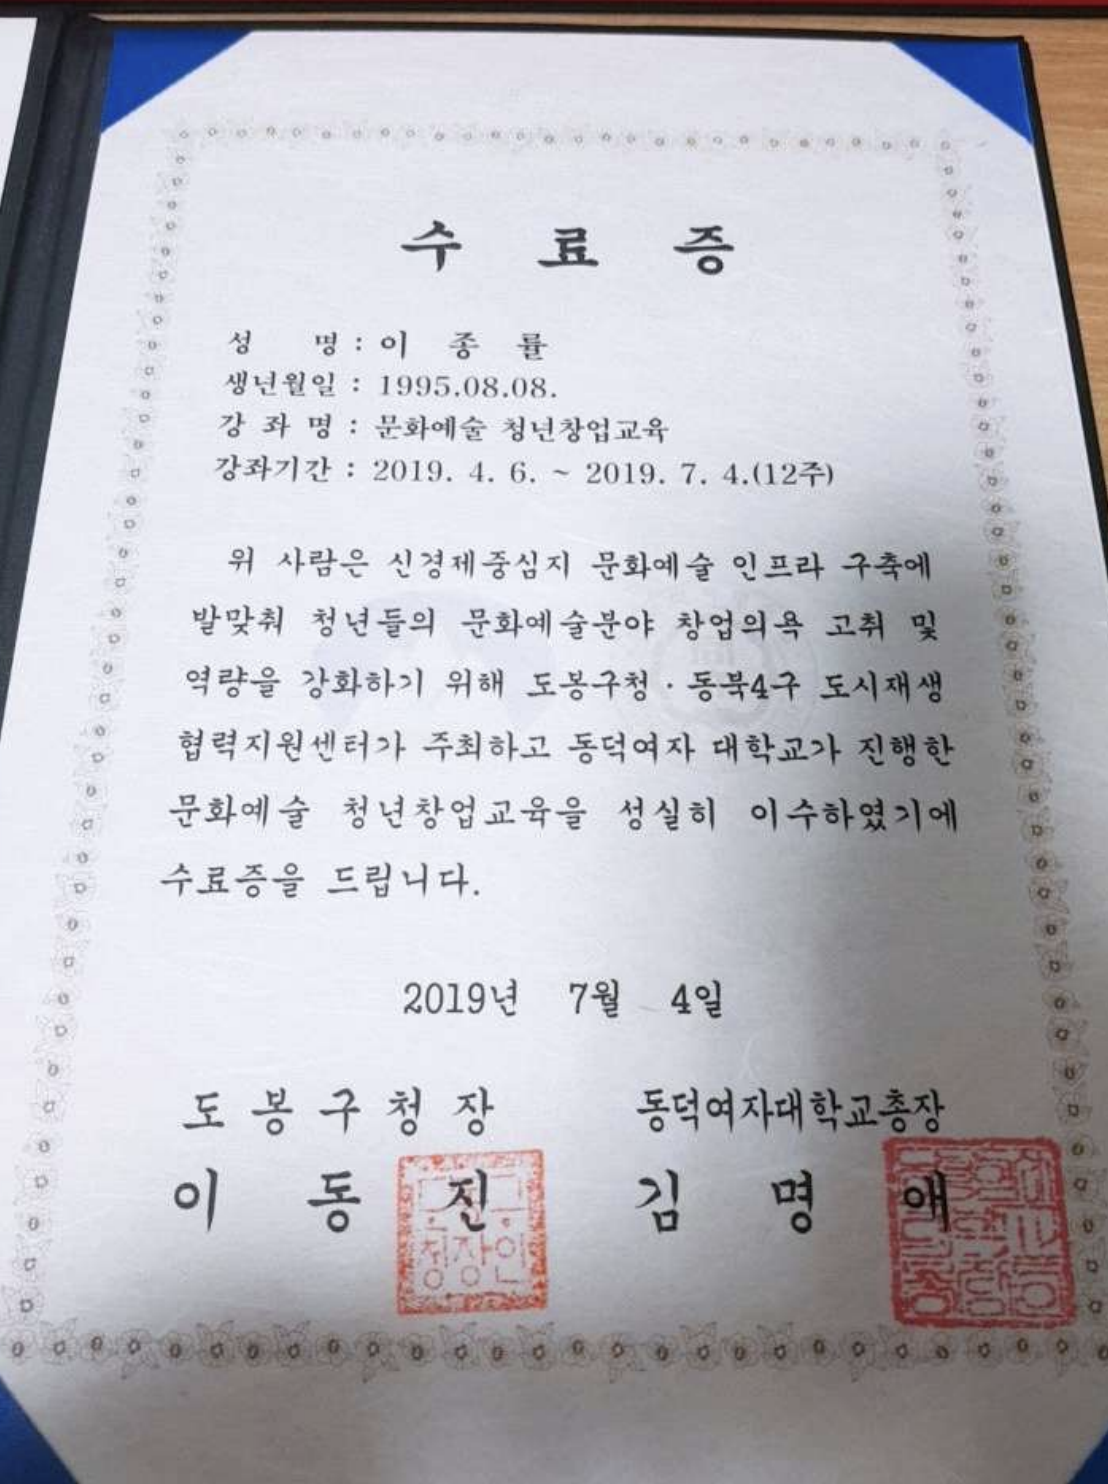 수 료 증
성 명 : 이 종 률
생년월일 : 1995.08.08.
강 좌 명 : 문화예술 청년창업교육
강좌기간 : 2019. 4. 6. ~ 2019. 7. 4.(12주)
위 사람은 신경제중심지 문화예술 인프라 구축에
발맞춰 청년들의 문화예술분야 창업의욕 고취 및
역량을 강화하기 위해 도봉구청 · 동북4구 도시재생
협력지원센터가 주최하고 동덕여자 대학교가 진행한
문화예술 청년창업교육을 성실히 이수하였기에
수료증을 드립니다.
2019년 7월 4일
도 봉 구 청 장 동덕여자대학교총장
이 동 진 김 명 애
청장인